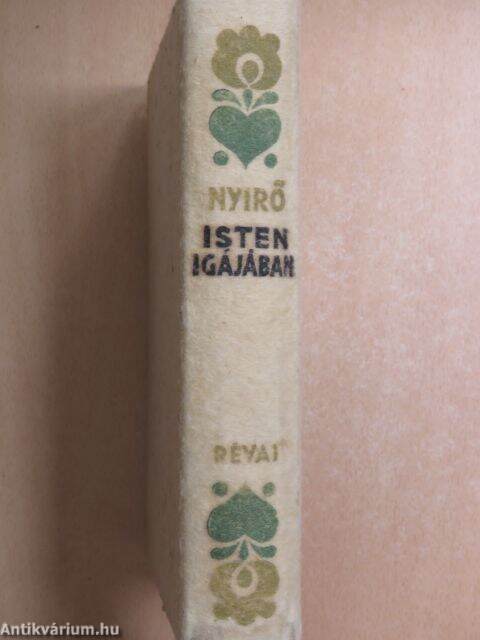 NYIRŐ
ISTEN
IGÁJÁBAN
RÉVAI
Antikvárium.hu